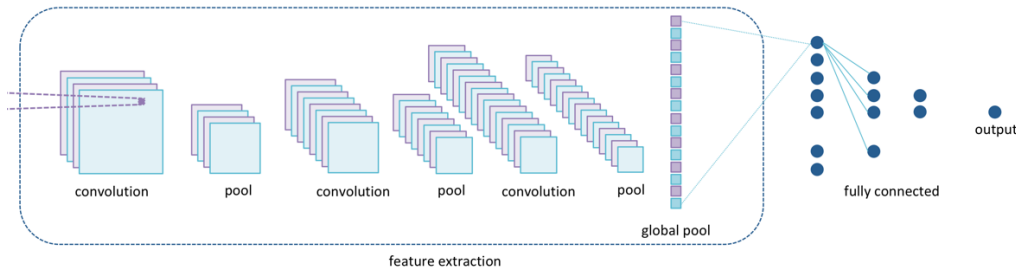 convolution
pool
convolution
pool
convolution
pool
global pool
fully connected
output
feature extraction